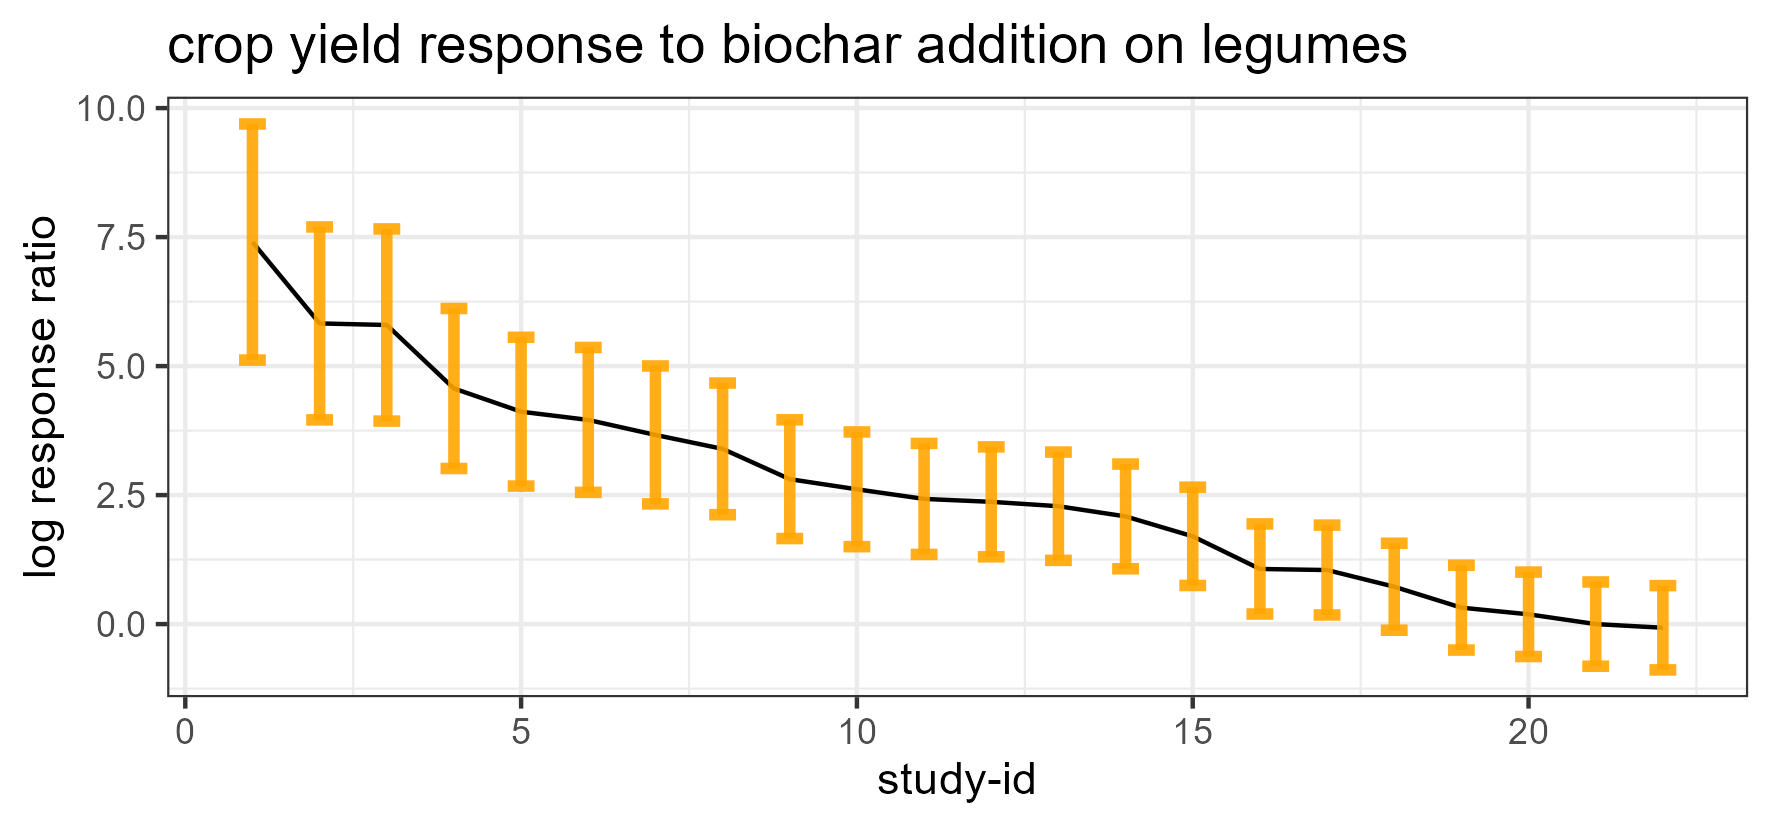 crop yield response to biochar addition on legumes
log response ratio
10.0
7.5
5.0
2.5
0.0
0 5 10 15 20
study-id